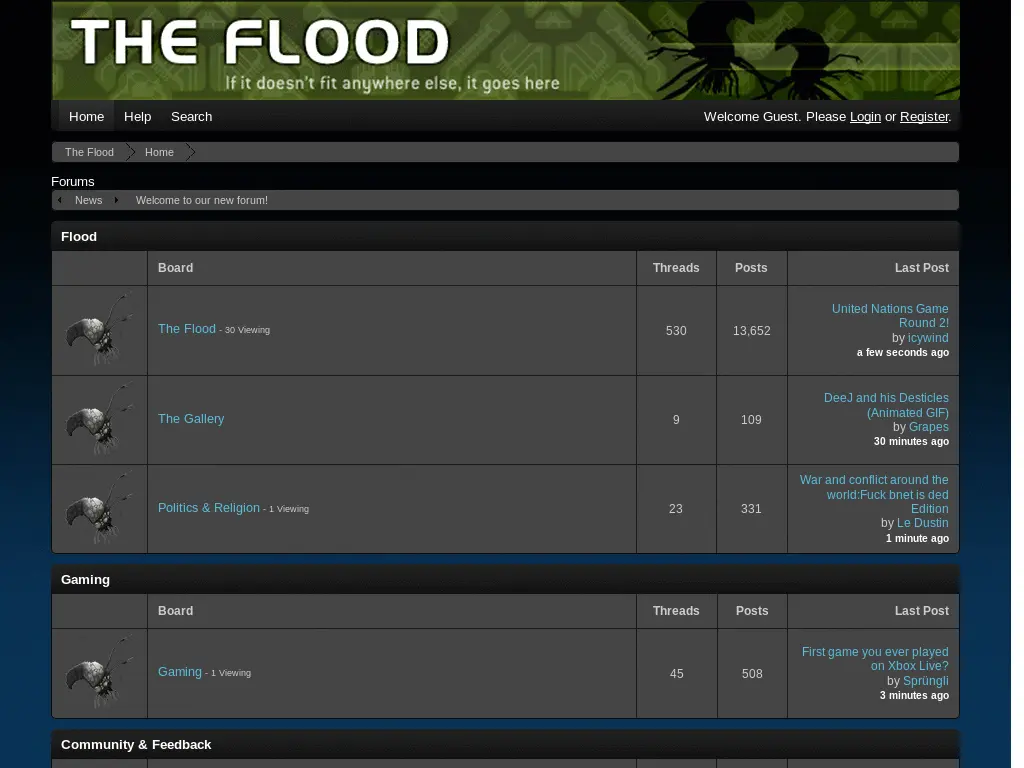 THE FLOOD
If it doesn't fit anywhere else, it goes here
Home Help Search Welcome Guest. Please Login or Register.
The Flood Home
Forums
News Welcome to our new forum!
Flood
Board Threads Posts Last Post
The Flood - 30 Viewing 530 13,652
United Nations Game
Round 2!
by icywind
a few seconds ago
The Gallery 9 109
DeeJ and his Desticles
(Animated GIF)
by Grapes
30 minutes ago
Politics & Religion - 1 Viewing 23 331
War and conflict around the
world:Fuck bnet is ded
Edition
by Le Dustin
1 minute ago
Gaming
Board Threads Posts Last Post
Gaming - 1 Viewing 45 508
First game you ever played
on Xbox Live?
by Sprüngli
3 minutes ago
Community & Feedback